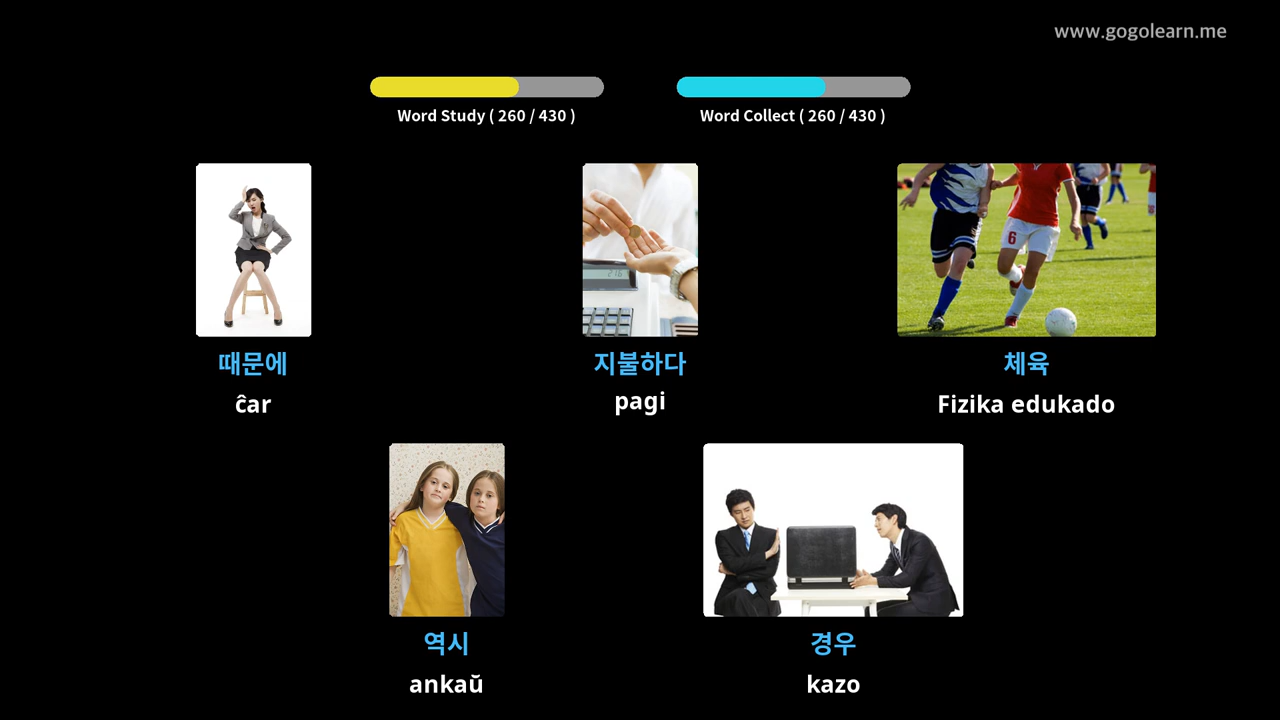 www.gogolearn.me
Word Study ( 260 / 430 )
Word Collect ( 260 / 430 )
때문에
지불하다
체육
ĉar
pagi
Fizika edukado
역시
경우
ankaŭ
kazo